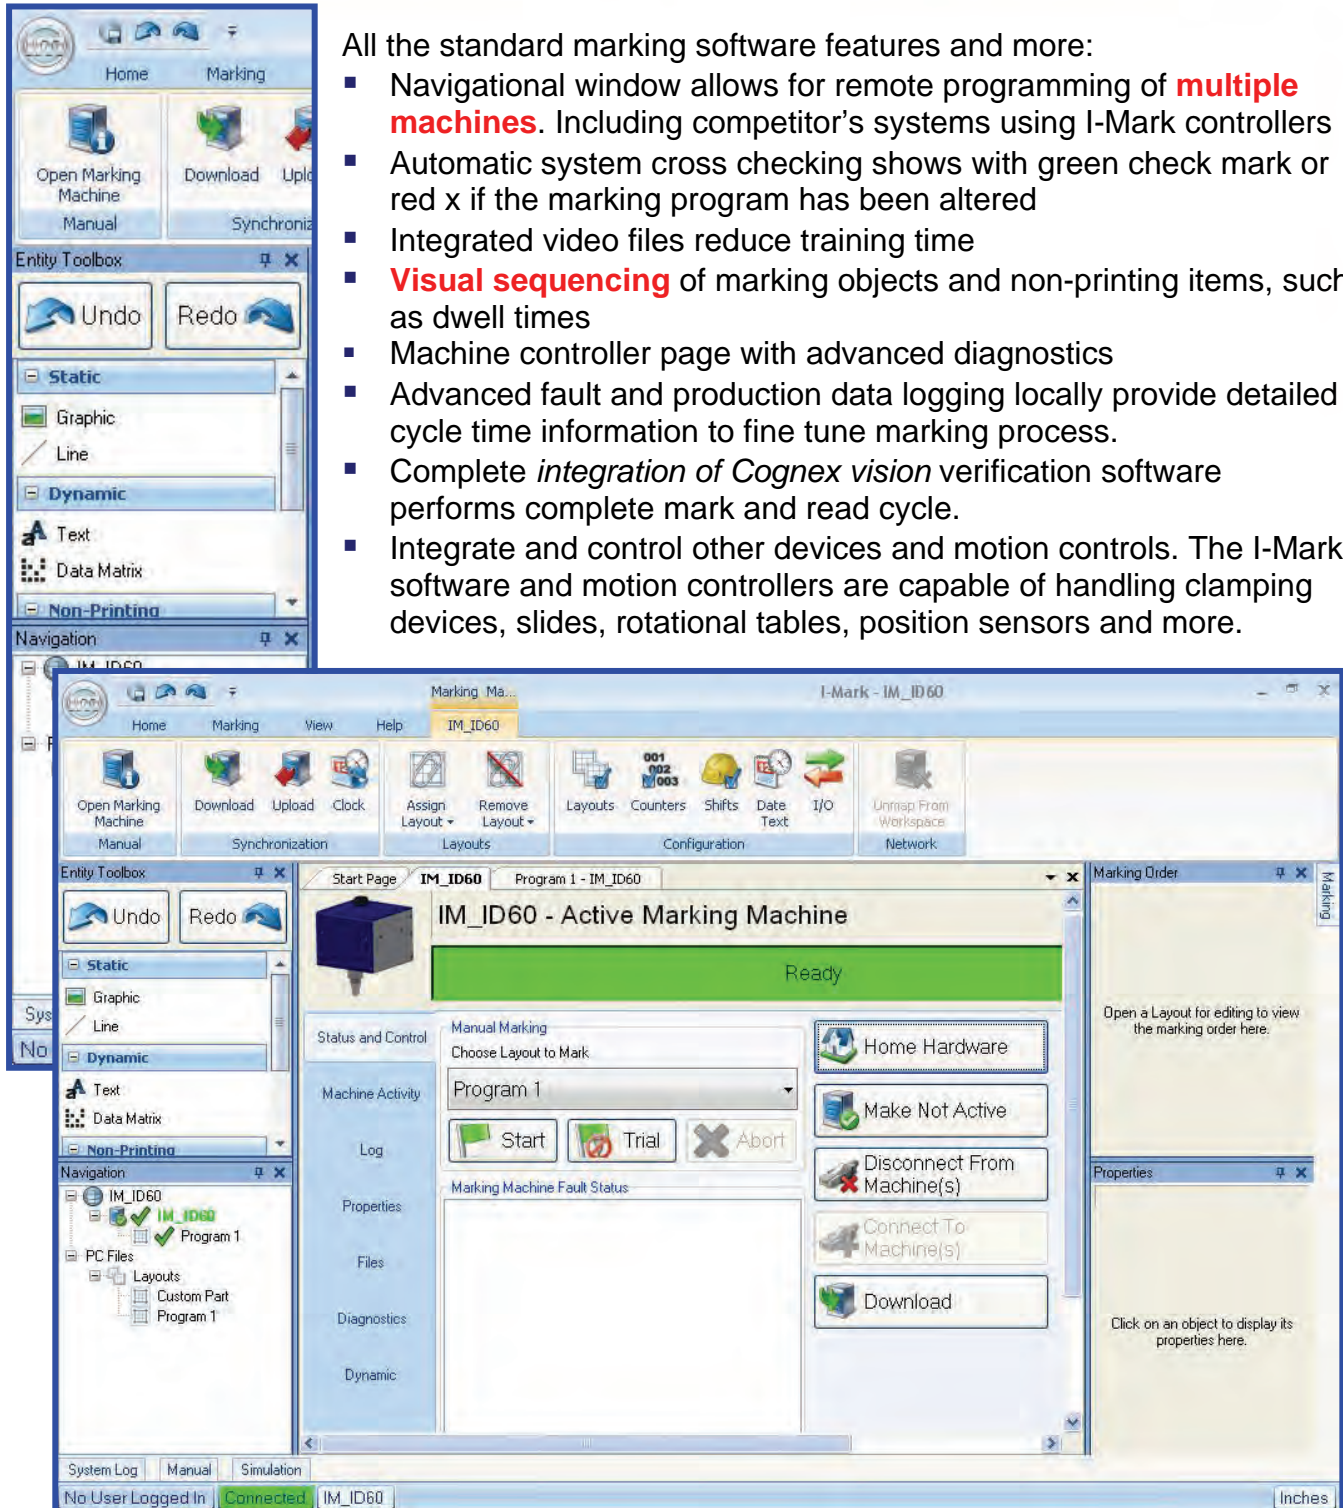 Home Marking
Open Marking
Machine
Download
Manual
Entity Toolbox
Undo Redo
Static
Graphic
Line
Dynamic
Text
Data Matrix
Non-Printing
Navigation
All the standard marking software features and more:
Navigational window allows for remote programming of multiple
machines. Including competitor’s systems using I-Mark controllers
Automatic system cross checking shows with green check mark or
red x if the marking program has been altered
Integrated video files reduce training time
Visual sequencing of marking objects and non-printing items, such
as dwell times
Machine controller page with advanced diagnostics
Advanced fault and production data logging locally provide detailed
cycle time information to fine tune marking process.
Complete integration of Cognex vision verification software
performs complete mark and read cycle.
Integrate and control other devices and motion controls. The I-Mark
software and motion controllers are capable of handling clamping
devices, slides, rotational tables, position sensors and more.
Sys
No
Marking Ma...
I-Mark - IM_ID60
Home Marking View Help IM_ID60
Open Marking
Machine
Download Upload Clock
Assign
Layout
Remove
Layout
Layouts
001
002
003
Counters Shifts
Date
Text
I/O
Unmap From
Workspace
Manual Synchronization Layouts Configuration Network
Entity Toolbox
Undo Redo
Static
Graphic
Line
Dynamic
Text
Data Matrix
Non-Printing
Navigation
IM_ID60
IM_ID60
Program 1
PC Files
Layouts
Custom Part
Program 1
Start Page IM_ID60 Program 1 - IM_ID60
IM_ID60 - Active Marking Machine
Ready
Status and Control
Machine Activity
Log
Properties
Files
Diagnostics
Dynamic
Manual Marking
Choose Layout to Mark
Program 1
Start Trial Abort
Marking Machine Fault Status
Home Hardware
Make Not Active
Disconnect From
Machine(s)
Connect To
Machine(s)
Download
Marking Order
Open a Layout for editing to view
the marking order here.
Marking
Properties
Click on an object to display its
properties here.
System Log Manual Simulation
No User Logged In Connected IM_ID60 Inches